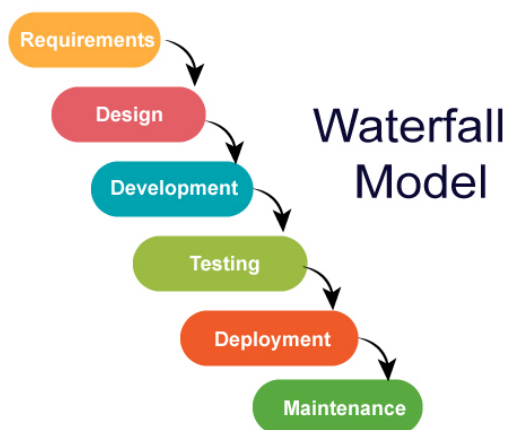 Requirements
Design
Waterfall
Model
Development
Testing
Deployment
Maintenance